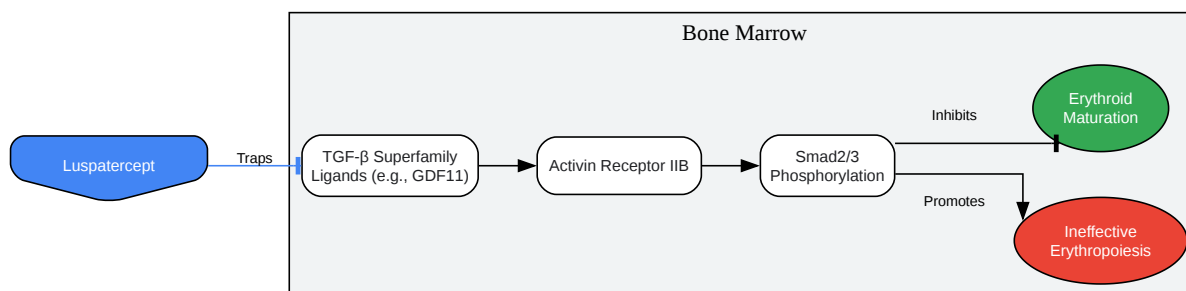 Bone Marrow
Luspatercept
Traps
TGF-β Superfamily
Ligands (e.g., GDF11)
Activin Receptor IIB
Smad2/3
Phosphorylation
Inhibits
Erythroid
Maturation
Promotes
Ineffective
Erythropoiesis